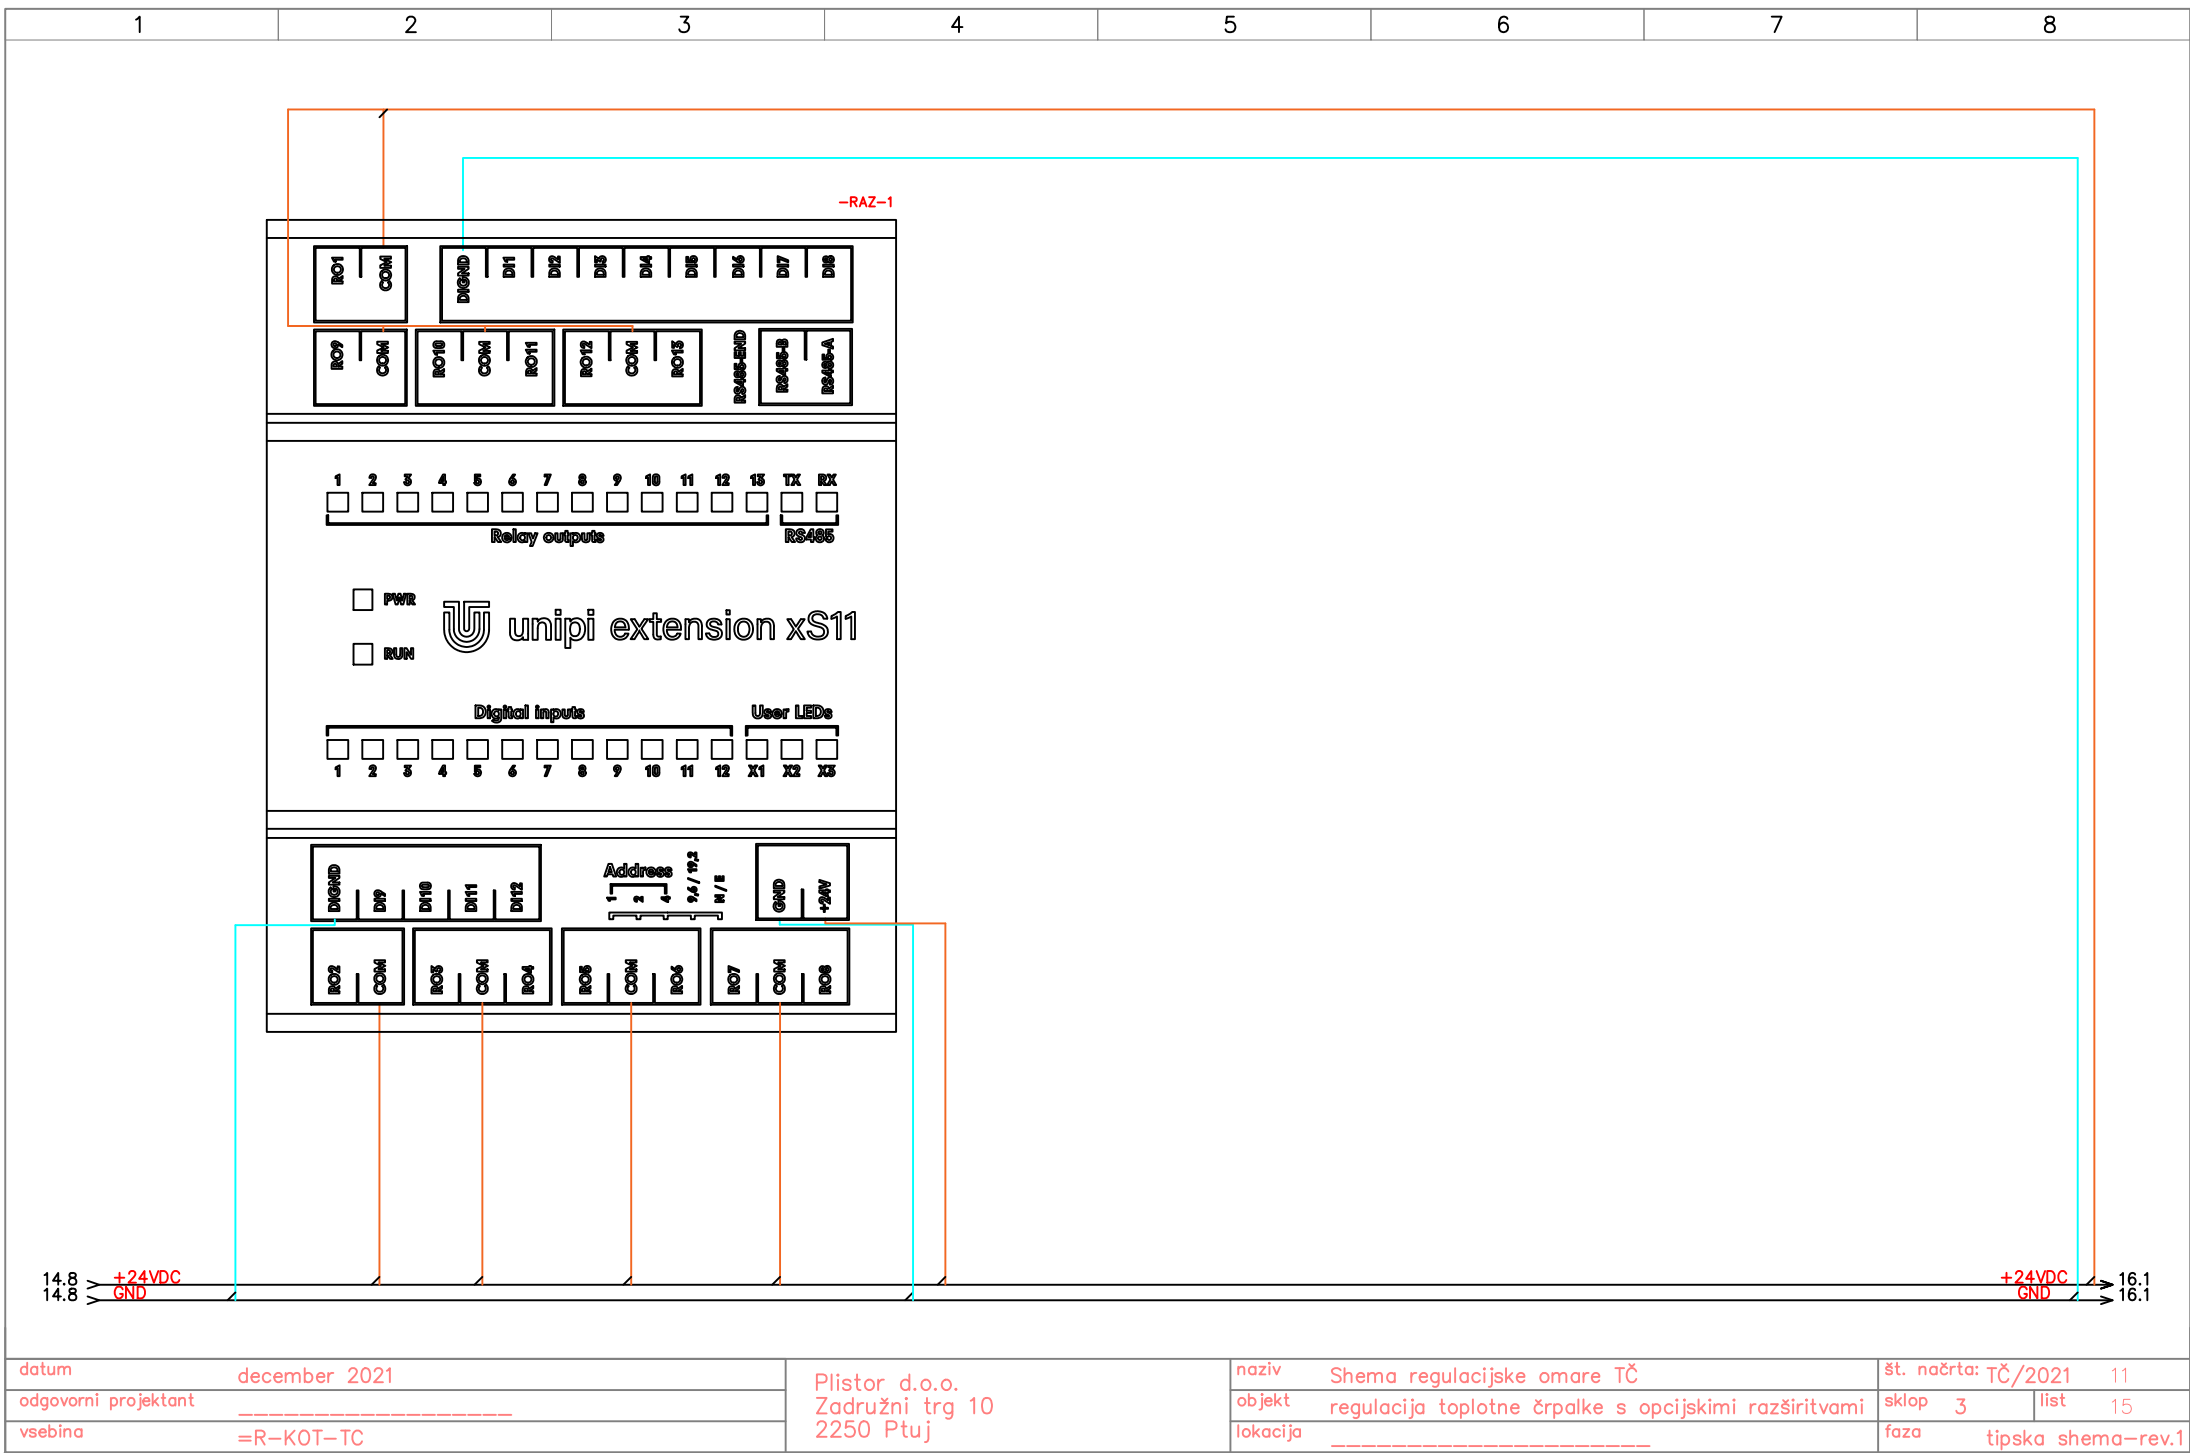 1 2 3 4 5 6 7 8
-RAZ-1
RO1 COM DIGND DI1 DI2 DI3 DI4 DI5 DI6 DI7 DI8
RO9 COM RO10 COM RO11 RO12 COM RO13 RS485-END RS485-B RS485-A
1 2 3 4 5 6 7 8 9 10 11 12 13 TX RX
Relay outputs RS485
PWR
unipi extension xS11
RUN
Digital inputs User LEDs
1 2 3 4 5 6 7 8 9 10 11 12 X1 X2 X3
DIGND DI9 DI10 DI11 DI12 Address 1 2 4 9,6 / 19,2 N / E GND +24V
RO2 COM RO3 COM RO4 RO5 COM RO6 RO7 COM RO8
14.8 +24VDC +24VDC 16.1
14.8 GND GND 16.1
datum december 2021
odgovorni projektant
vsebina =R-KOT-TC
Plistor d.o.o.
Zadružni trg 10
2250 Ptuj
naziv Shema regulacijske omare TČ
objekt regulacija toplotne črpalke s opcijskimi razširitvami
lokacija
št. načrta: TČ/2021 11
sklop 3 list 15
faza tipska shema-rev.1